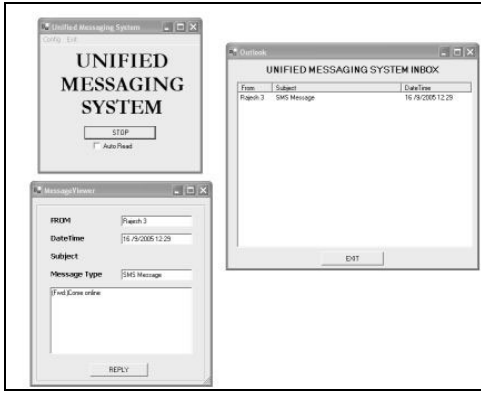 Unified Messaging System
Config Exit
UNIFIED
MESSAGING
SYSTEM
STOP
Auto Read
MessageViewer
FROM Rajesh 3
DateTime 16 /9/2005 12:29
Subject
Message Type SMS Message
(Fwd:)Come online
REPLY
Outlook
UNIFIED MESSAGING SYSTEM INBOX
From Subject DateTime
Rajesh 3 SMS Message 16 /9/2005 12:29
EXIT